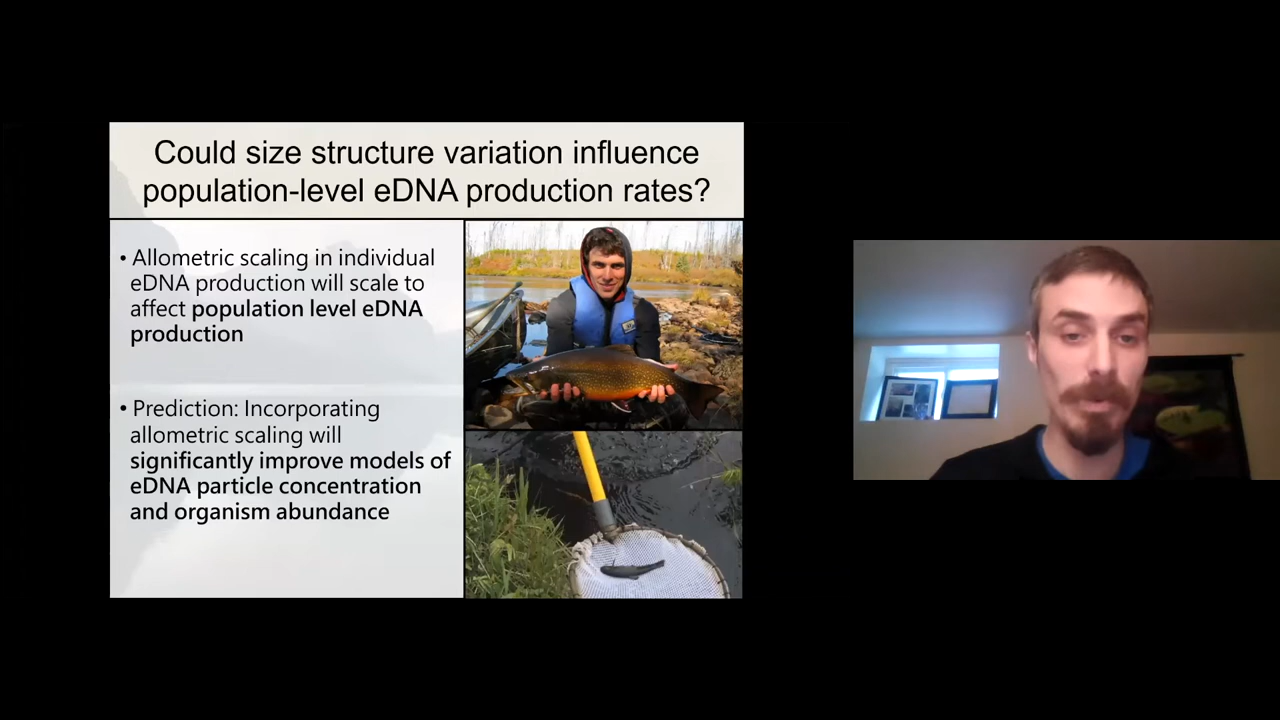 Could size structure variation influence
population-level eDNA production rates?
• Allometric scaling in individual
eDNA production will scale to
affect population level eDNA
production
• Prediction: Incorporating
allometric scaling will
significantly improve models of
eDNA particle concentration
and organism abundance